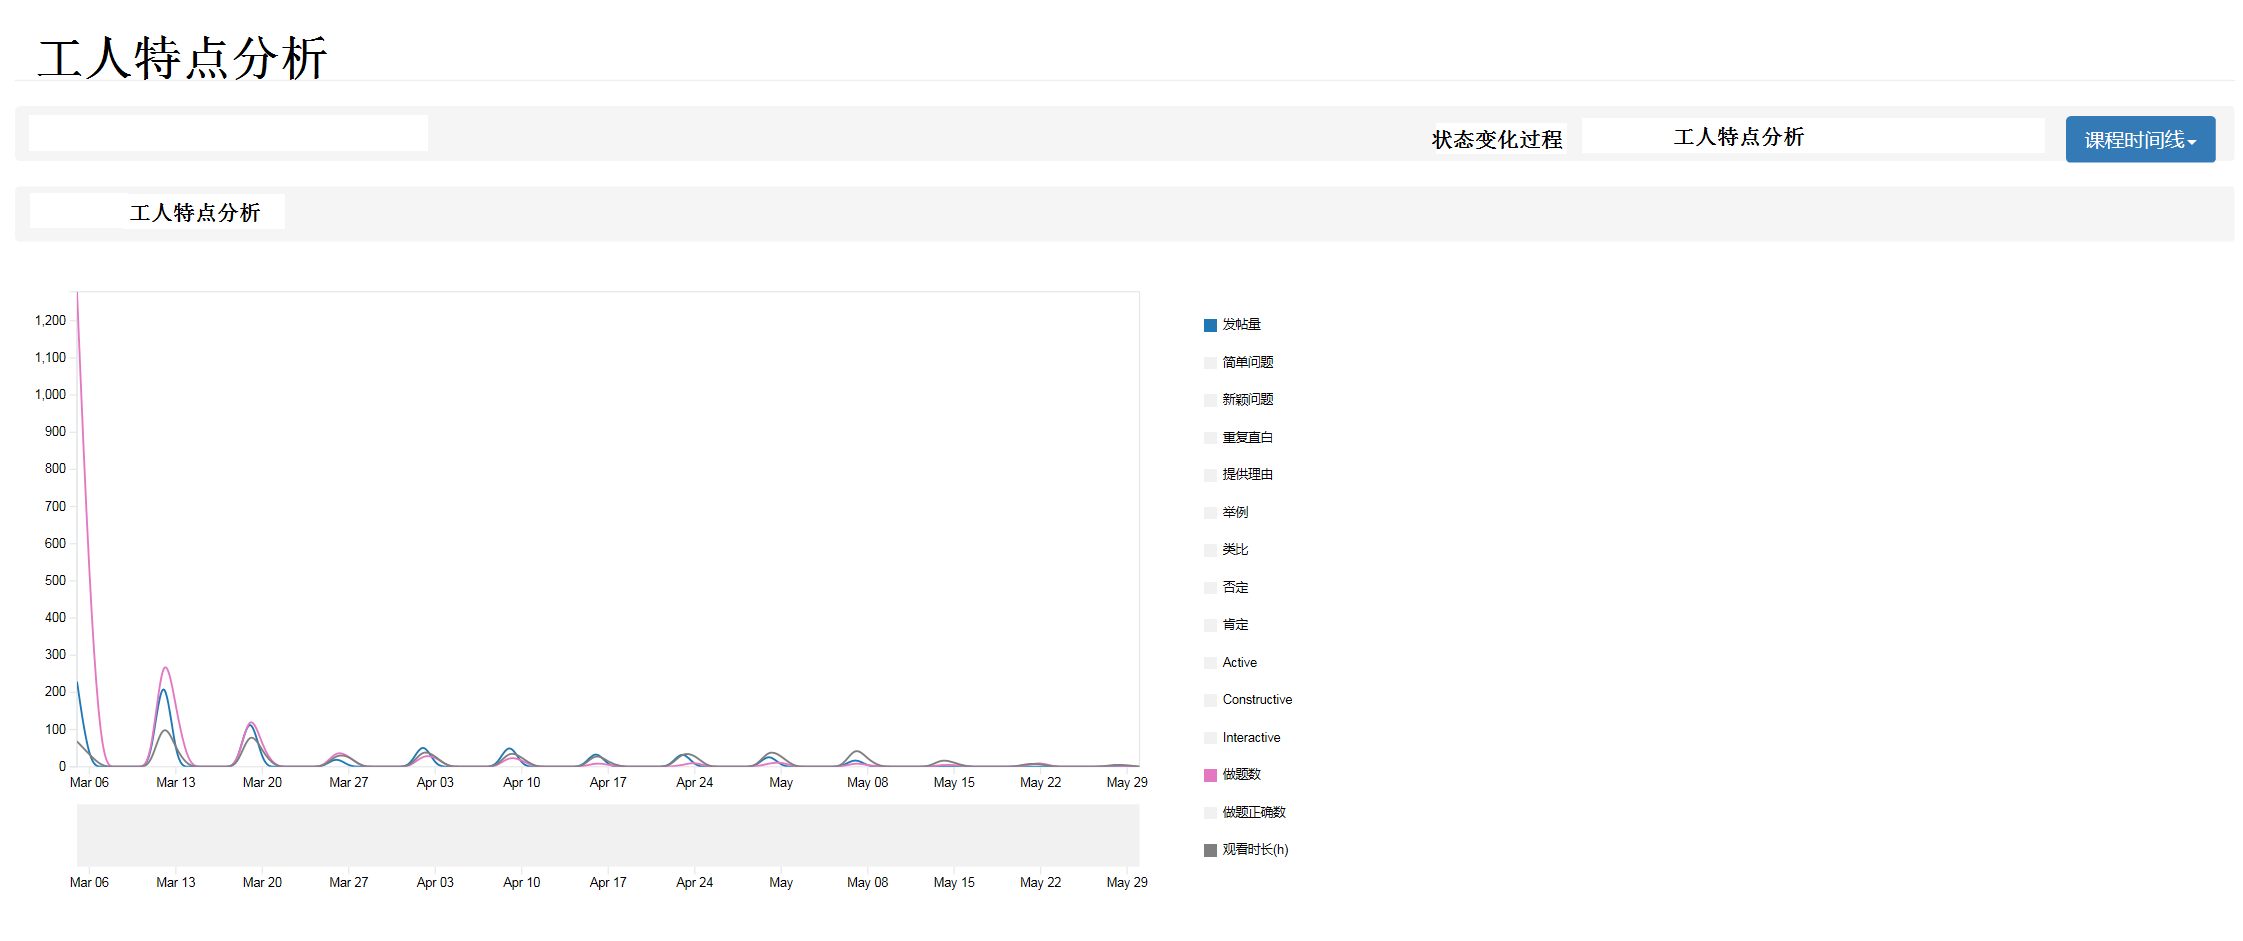 工人特点分析
状态变化过程 工人特点分析 课程时间线
工人特点分析
1,200
1,100
1,000
900
800
700
600
500
400
300
200
100
0
Mar 06 Mar 13 Mar 20 Mar 27 Apr 03 Apr 10 Apr 17 Apr 24 May May 08 May 15 May 22 May 29
Mar 06 Mar 13 Mar 20 Mar 27 Apr 03 Apr 10 Apr 17 Apr 24 May May 08 May 15 May 22 May 29
发帖量
简单问题
新颖问题
重复直白
提供理由
举例
类比
否定
肯定
Active
Constructive
Interactive
做题数
做题正确数
观看时长(h)